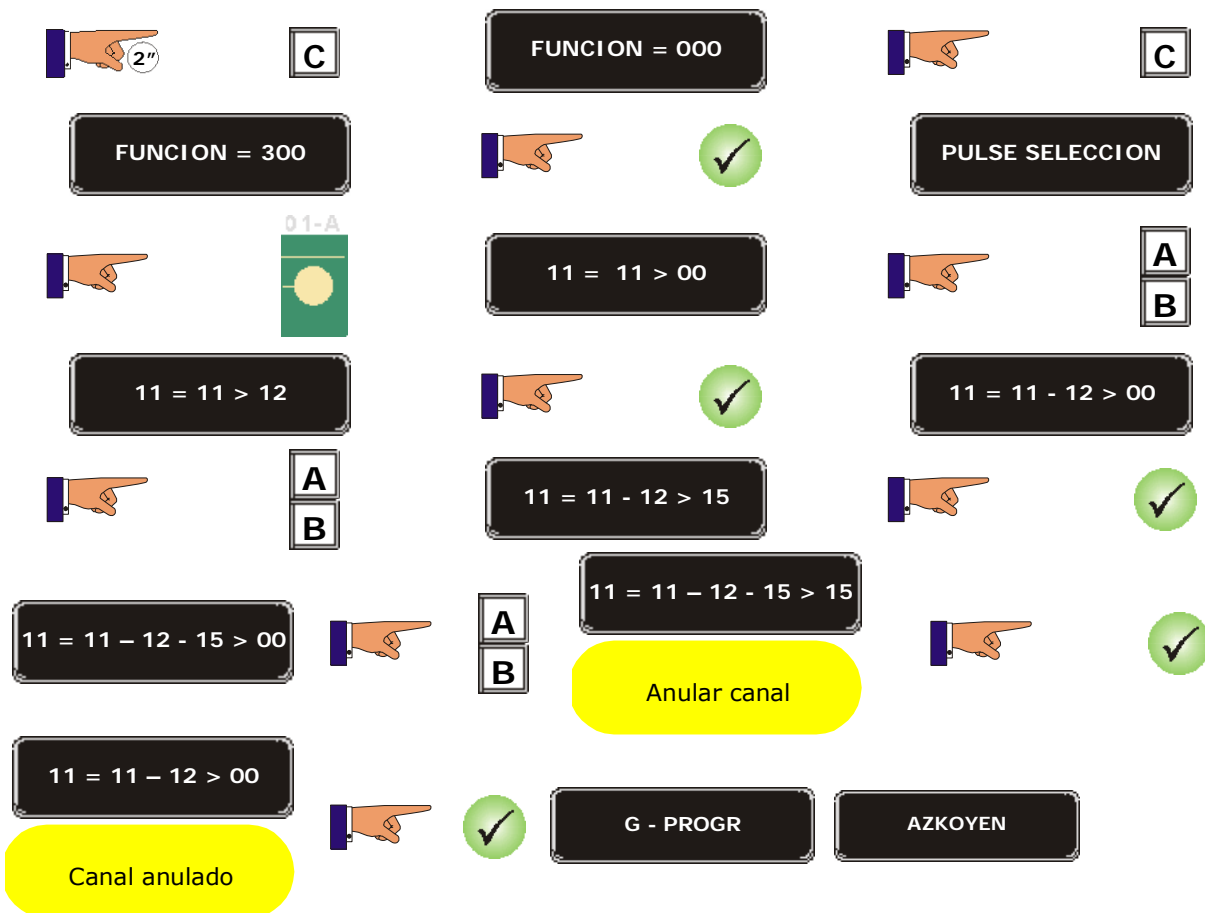 2"
C
FUNCION = 000
C
FUNCION = 300
PULSE SELECCION
01-A
11 = 11 > 00
A
B
11 = 11 > 12
11 = 11 - 12 > 00
A
B
11 = 11 - 12 > 15
11 = 11 – 12 - 15 > 00
A
B
11 = 11 – 12 - 15 > 15
Anular canal
11 = 11 – 12 > 00
Canal anulado
G - PROGR
AZKOYEN